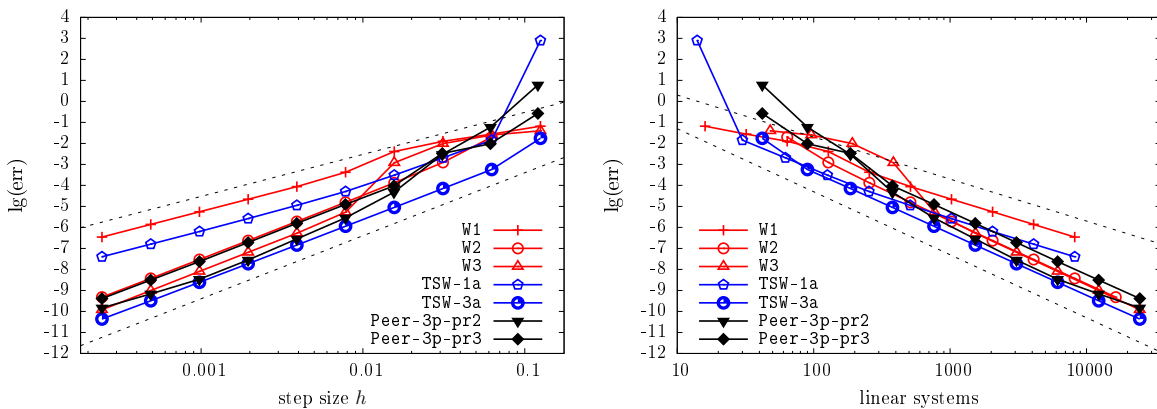 4
3
2
1
0
-1
-2
-3
-4
-5
-6
-7
-8
-9
-10
-11
-12
lg(err)
0.001
0.01
0.1
step size h
W1
W2
W3
TSW-1a
TSW-3a
Peer-3p-pr2
Peer-3p-pr3
4
3
2
1
0
-1
-2
-3
-4
-5
-6
-7
-8
-9
-10
-11
-12
lg(err)
10
100
1000
10000
linear systems
W1
W2
W3
TSW-1a
TSW-3a
Peer-3p-pr2
Peer-3p-pr3